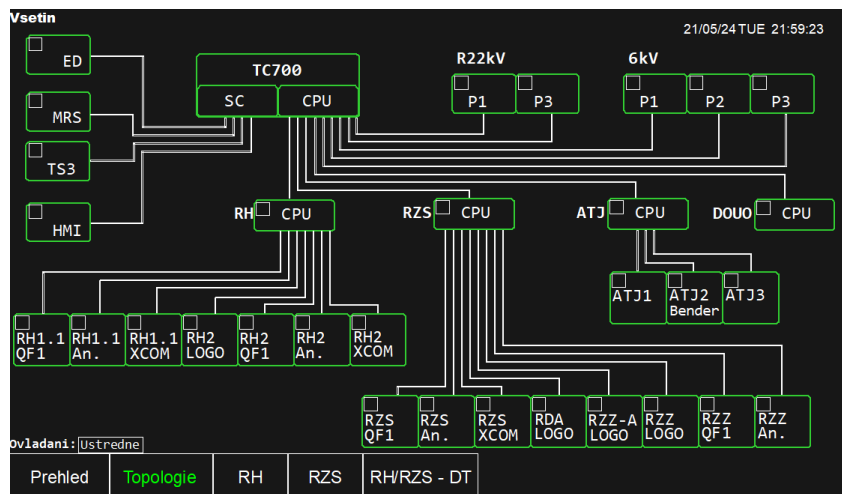 Vsetin
21/05/24 TUE 21:59:23
ED
MRS
TS3
HMI
TC700
SC CPU
R22kV
P1 P3
6kV
P1 P2 P3
RH CPU
RZS CPU
ATJ CPU
DOUO CPU
ATJ1
ATJ2
Bender
ATJ3
RH1.1
QF1
RH1.1
An.
RH1.1
XCOM
RH2
LOGO
RH2
QF1
RH2
An.
RH2
XCOM
RZS
QF1
RZS
An.
RZS
XCOM
RDA
LOGO
RZZ-A
LOGO
RZZ
LOGO
RZZ
QF1
RZZ
An.
Ovladani: Ustredne
Prehled Topologie RH RZS RH/RZS - DT